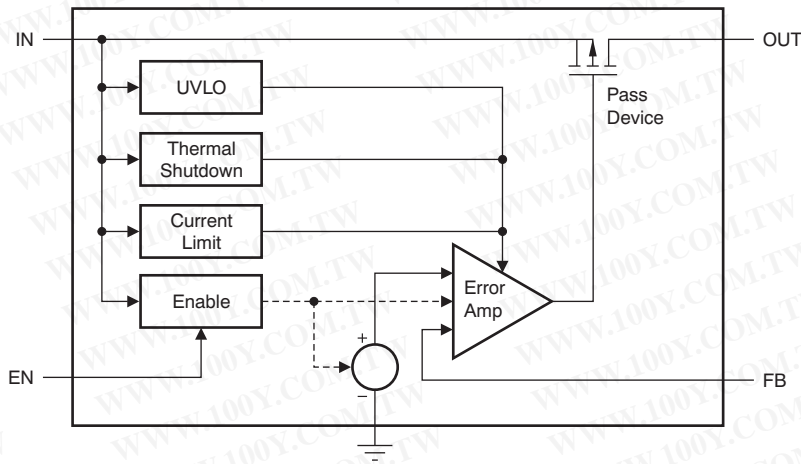 IN
OUT
UVLO
Pass
Device
Thermal
Shutdown
Current
Limit
Enable
Error
Amp
+
−
EN
FB
WWW.100Y.COM.TW